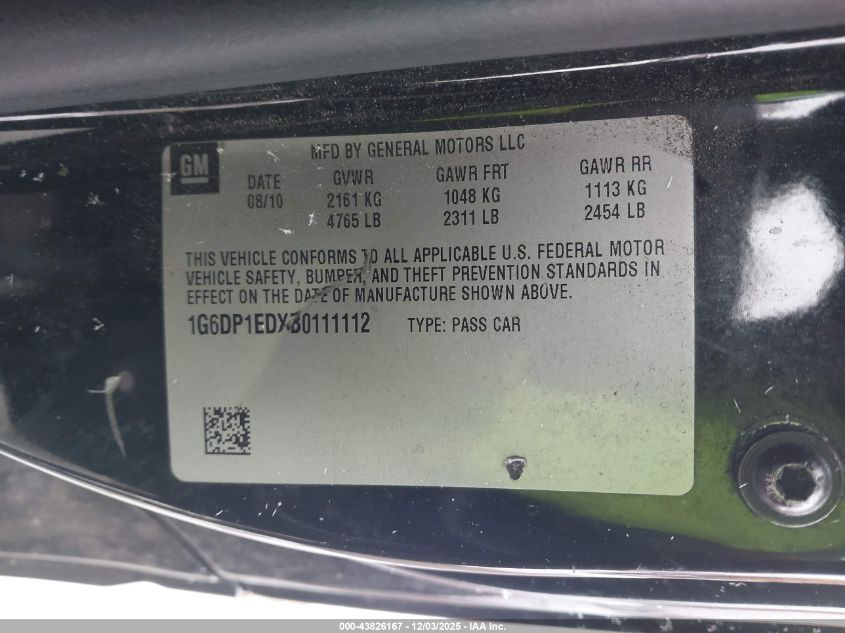 GM
MFD BY GENERAL MOTORS LLC
DATE GVWR GAWR FRT GAWR RR
08/10 2161 KG 1048 KG 1113 KG
4765 LB 2311 LB 2454 LB
THIS VEHICLE CONFORMS TO ALL APPLICABLE U.S. FEDERAL MOTOR
VEHICLE SAFETY, BUMPER, AND THEFT PREVENTION STANDARDS IN
EFFECT ON THE DATE OF MANUFACTURE SHOWN ABOVE.
1G6DP1EDXB0111112 TYPE: PASS CAR
000-43826167 - 12/03/2025 - IAA Inc.